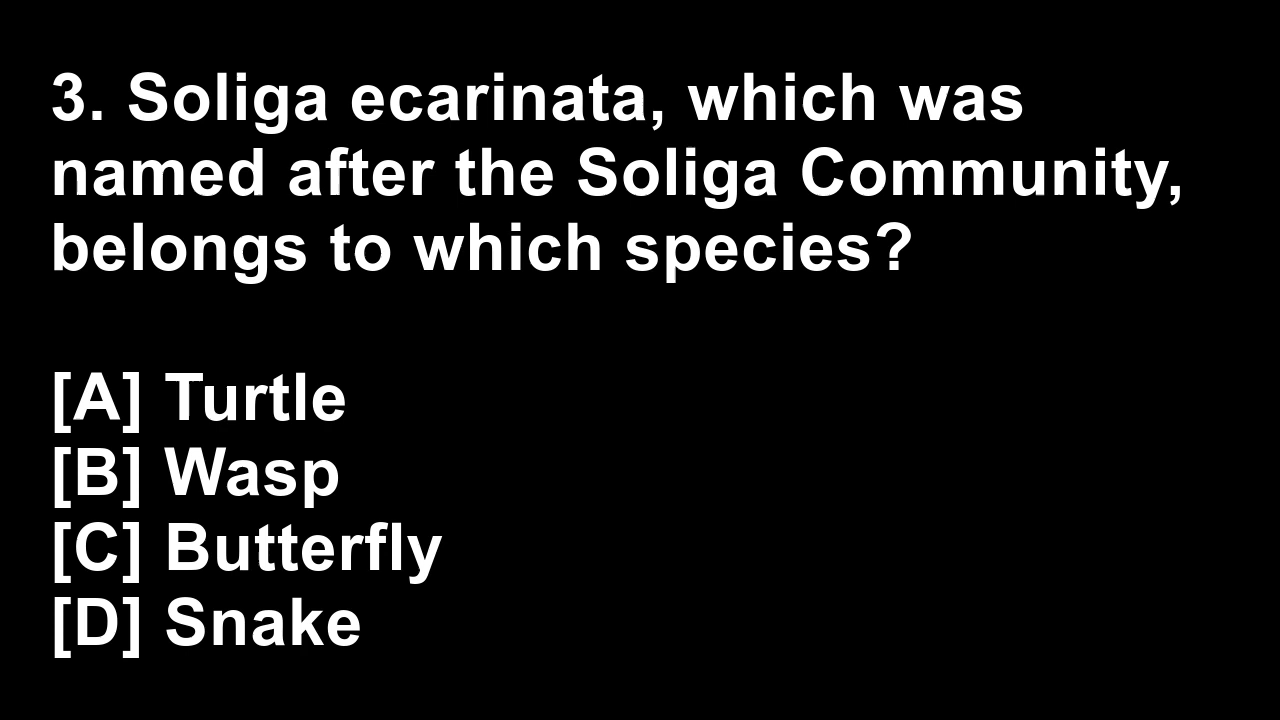 3. Soliga ecarinata, which was
named after the Soliga Community,
belongs to which species?
[A] Turtle
[B] Wasp
[C] Butterfly
[D] Snake